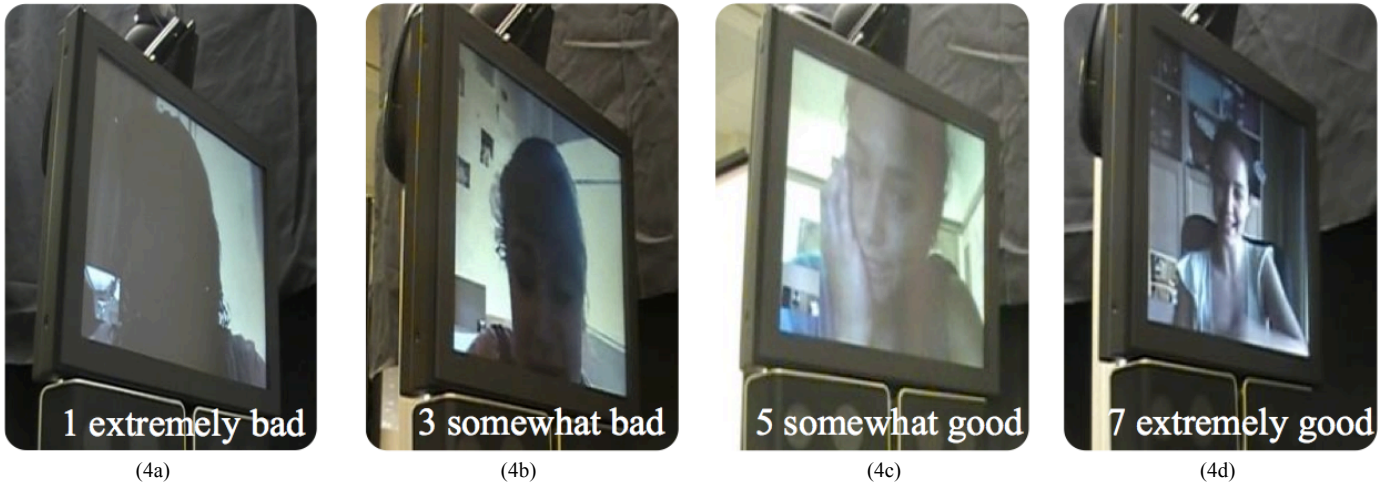 1 extremely bad
3 somewhat bad
5 somewhat good
7 extremely good
(4a)
(4b)
(4c)
(4d)